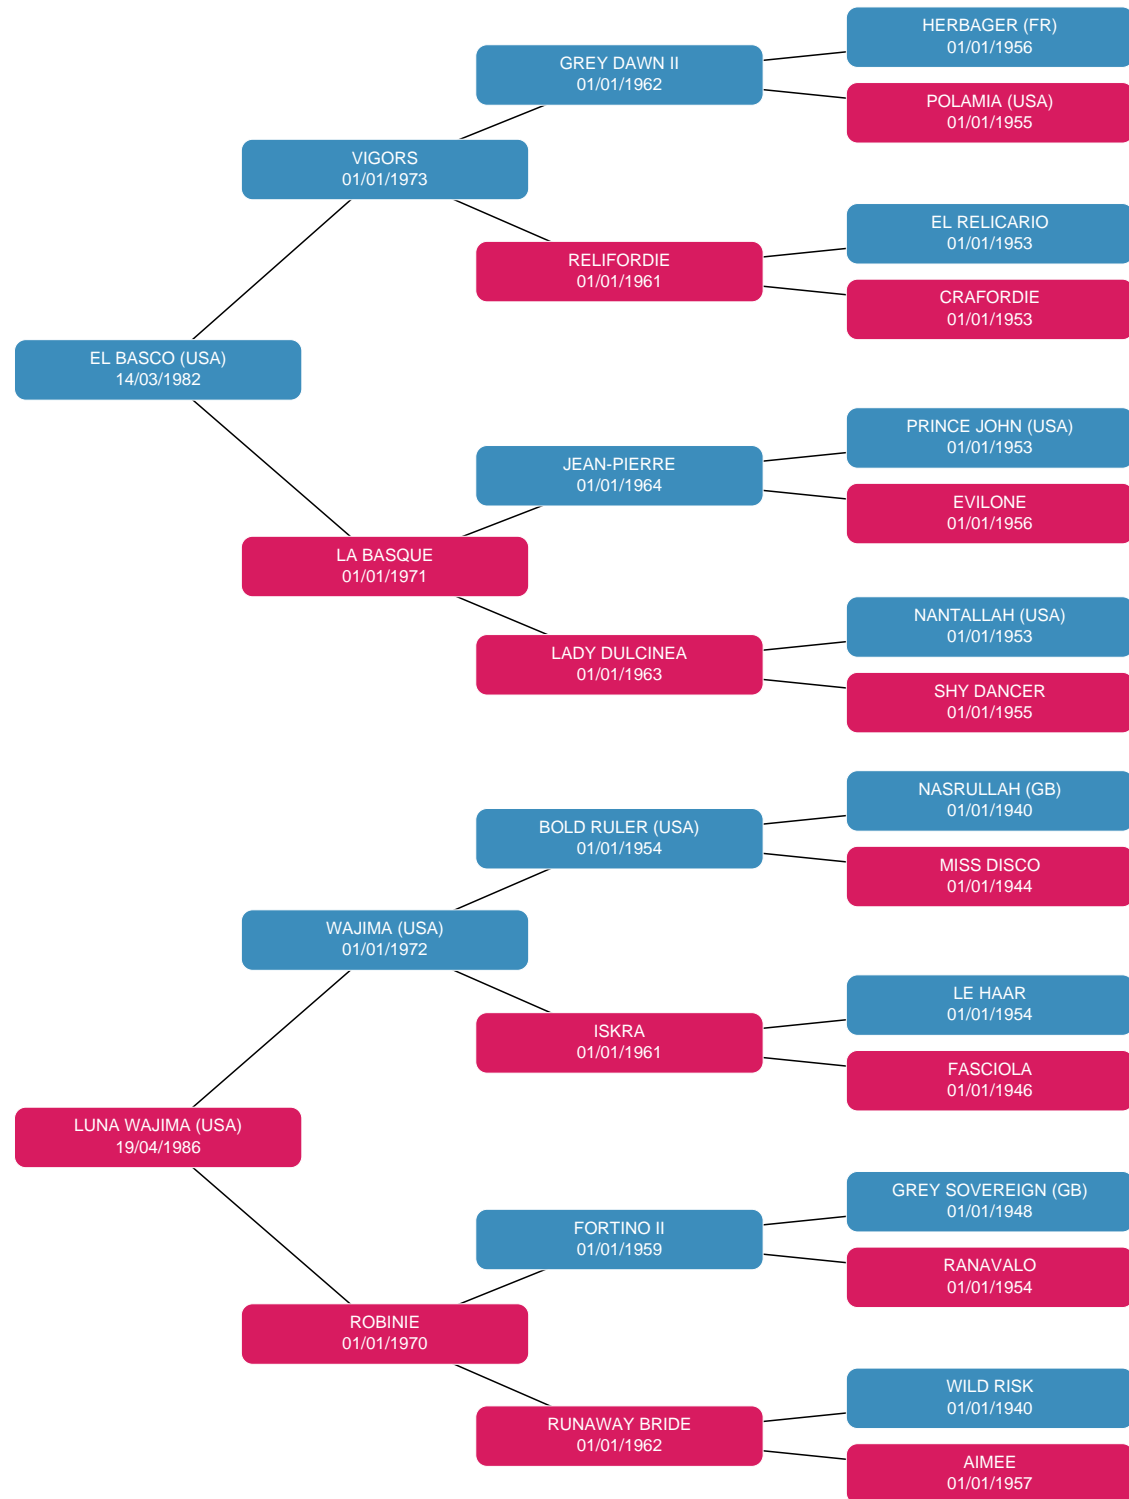 HERBAGER (FR)
01/01/1956
GREY DAWN II
01/01/1962
POLAMIA (USA)
01/01/1955
VIGORS
01/01/1973
EL RELICARIO
01/01/1953
RELIFORDIE
01/01/1961
CRAFORDIE
01/01/1953
EL BASCO (USA)
14/03/1982
PRINCE JOHN (USA)
01/01/1953
JEAN-PIERRE
01/01/1964
EVILONE
01/01/1956
LA BASQUE
01/01/1971
NANTALLAH (USA)
01/01/1953
LADY DULCINEA
01/01/1963
SHY DANCER
01/01/1955
NASRULLAH (GB)
01/01/1940
BOLD RULER (USA)
01/01/1954
MISS DISCO
01/01/1944
WAJIMA (USA)
01/01/1972
LE HAAR
01/01/1954
ISKRA
01/01/1961
FASCIOLA
01/01/1946
LUNA WAJIMA (USA)
19/04/1986
GREY SOVEREIGN (GB)
01/01/1948
FORTINO II
01/01/1959
RANAVALO
01/01/1954
ROBINIE
01/01/1970
WILD RISK
01/01/1940
RUNAWAY BRIDE
01/01/1962
AIMEE
01/01/1957